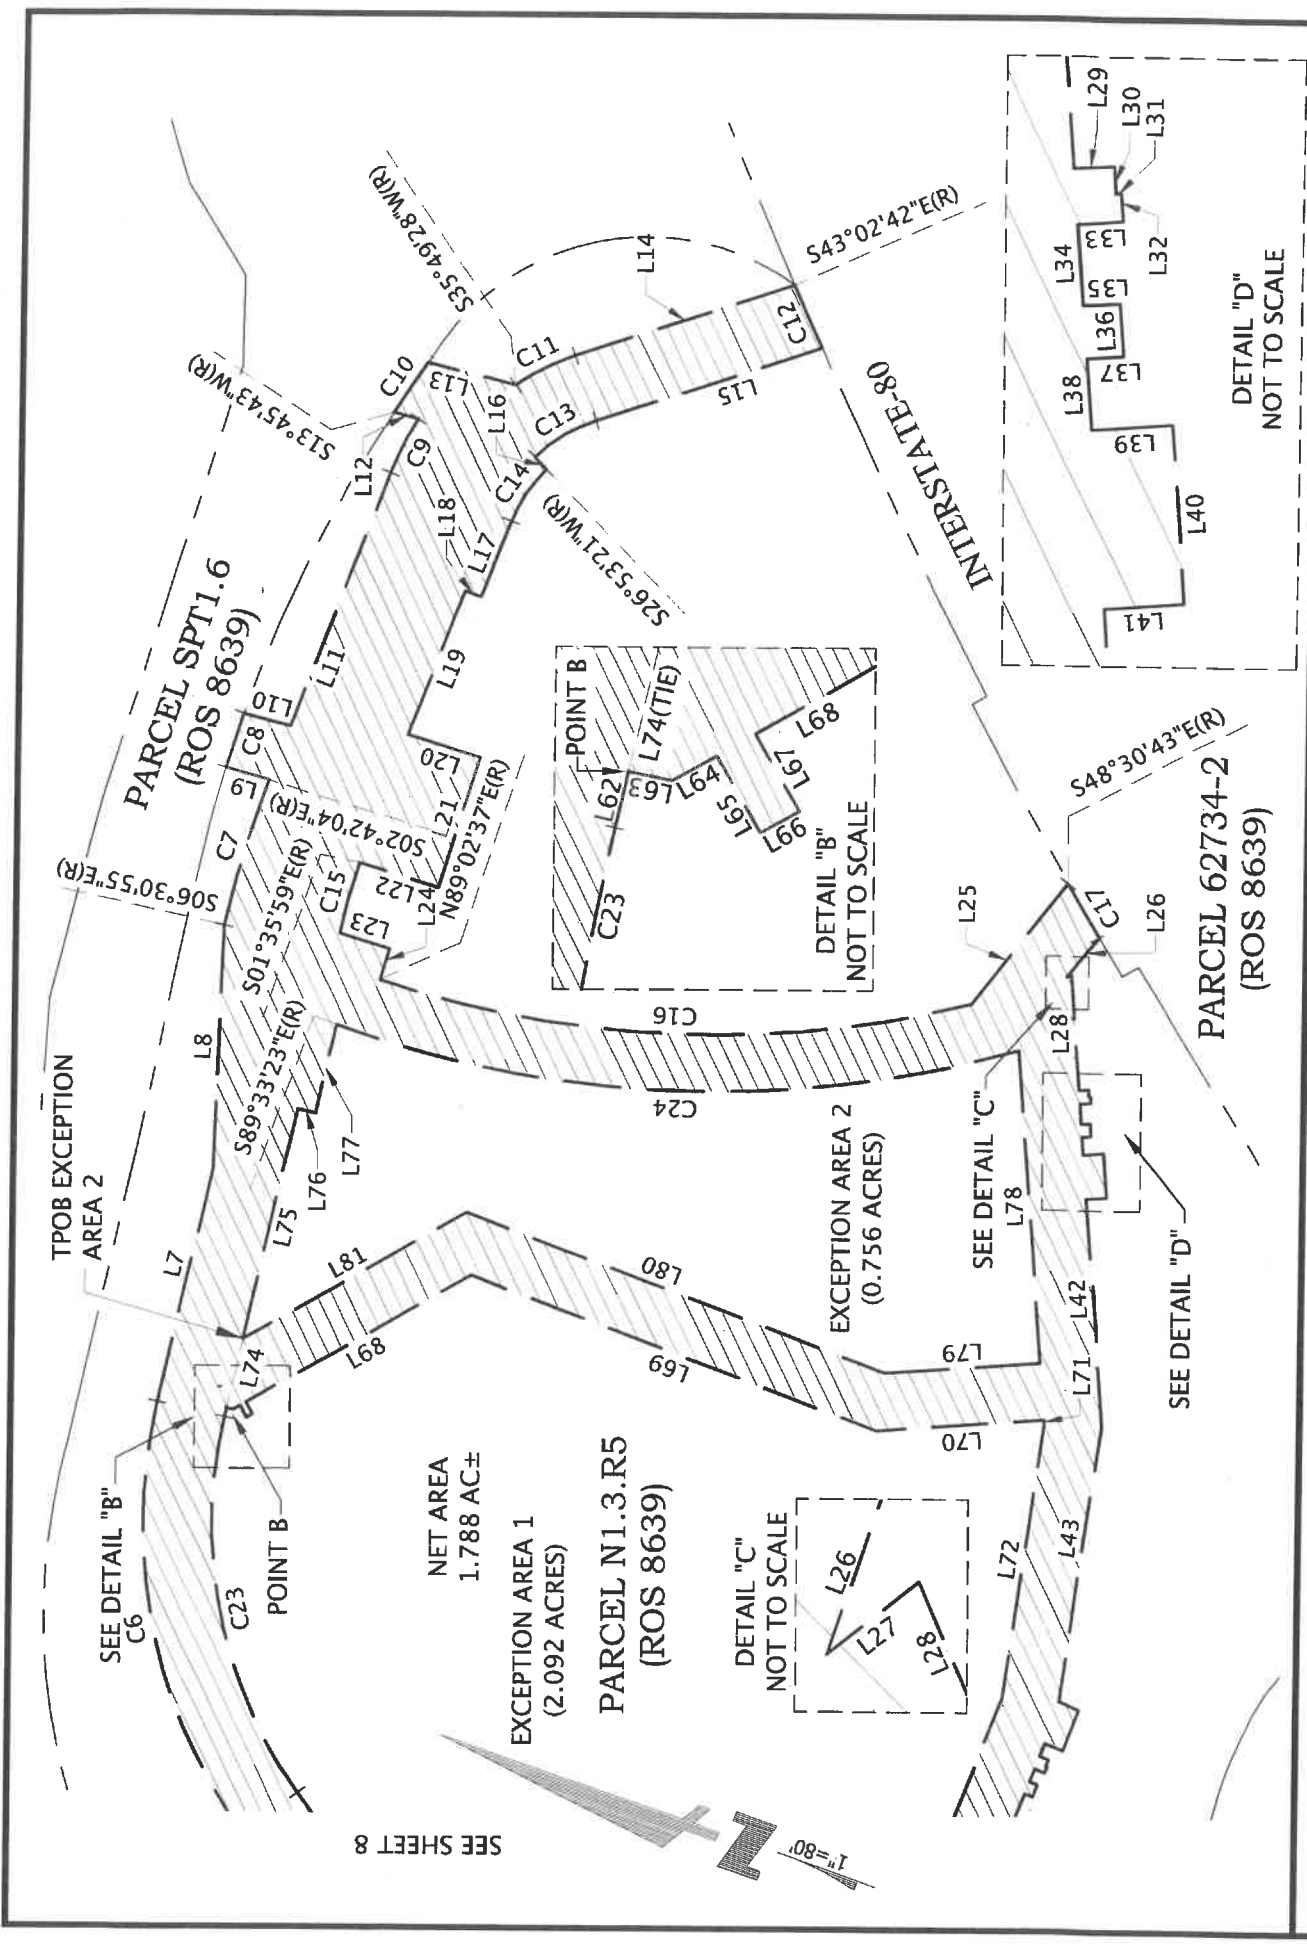 SEE DETAIL "B"
C6
C23
POINT B
TPOB EXCEPTION
AREA 2
L7
L74
L68
L81
L75
L76
L77
L8
S89°33'23"E(R)
S01°35'59"E(R)
S06°30'55"E(R)
S02°42'04"E(R)
N89°02'37"E(R)
C7
L9
C8
L10
L11
C15
L23
L22
L24
L21
L20
L19
L18
L17
C14
L16
C13
L12
C9
C10
L13
C11
L14
L15
C12
PARCEL SPT1.6
(ROS 8639)
S13°45'43"W(R)
S35°49'28"W(R)
S26°53'21"W(R)
S43°02'42"E(R)
INTERSTATE-80
NET AREA
1.788 AC±
EXCEPTION AREA 1
(2.092 ACRES)
PARCEL N1.3.R5
(ROS 8639)
L69
L80
C24
C16
EXCEPTION AREA 2
(0.756 ACRES)
L70
L79
L71
L78
L72
L43
L42
SEE DETAIL "C"
L28
L25
C17
L26
S48°30'43"E(R)
SEE DETAIL "D"
PARCEL 62734-2
(ROS 8639)
POINT B
L62
L63
L74(TIE)
L64
L65
L66
L67
L68
C23
DETAIL "B"
NOT TO SCALE
DETAIL "C"
NOT TO SCALE
L26
L27
L28
L29
L30
L31
L32
L33
L34
L35
L36
L37
L38
L39
L40
L41
DETAIL "D"
NOT TO SCALE
SEE SHEET 8
Z
1"=80'